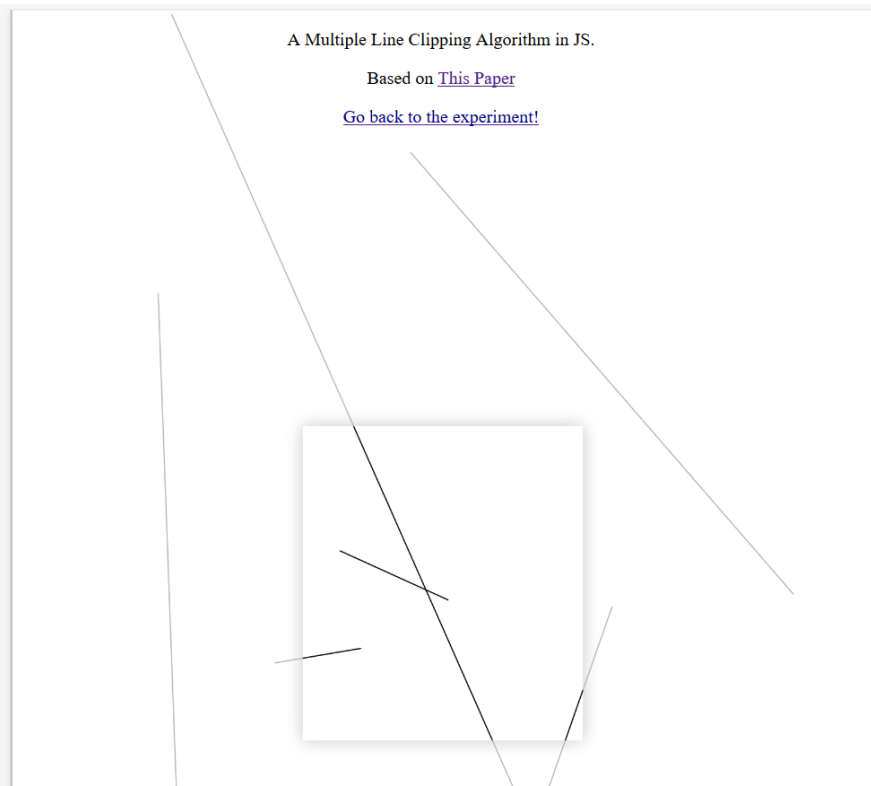 A Multiple Line Clipping Algorithm in JS.
Based on This Paper
Go back to the experiment!